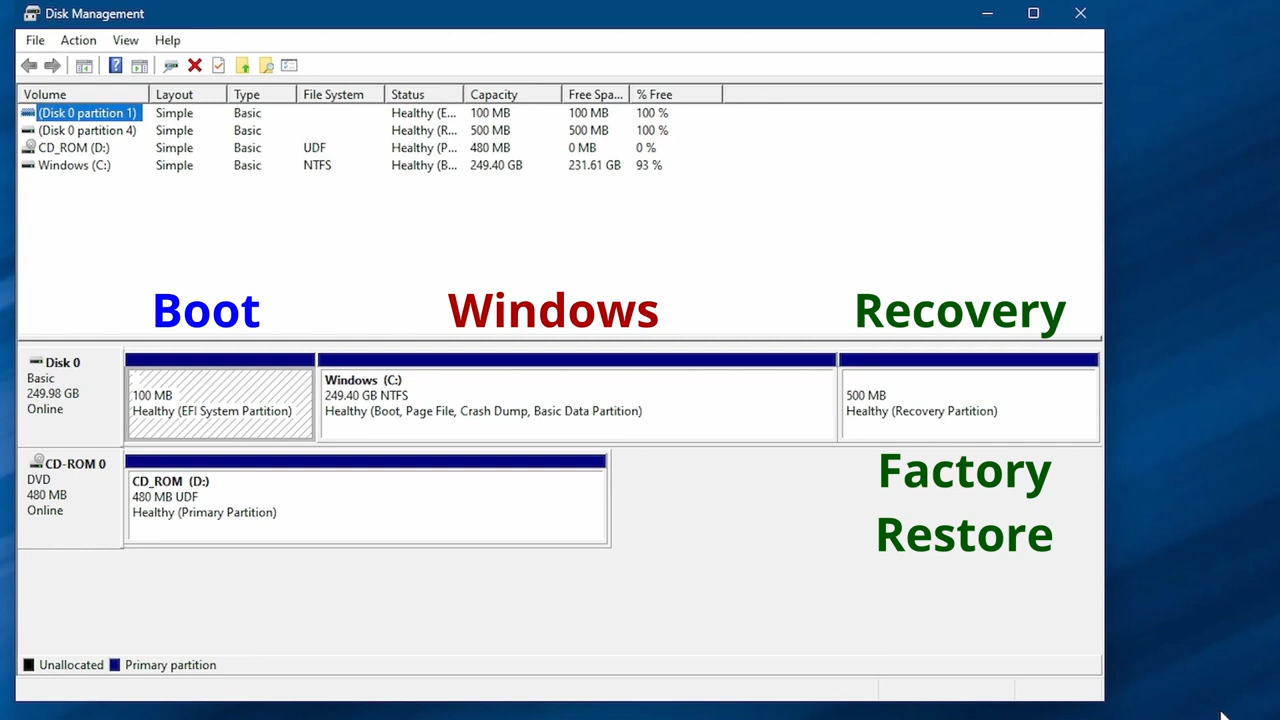 Disk Management
File Action View Help
Volume Layout Type File System Status Capacity Free Spa... % Free
(Disk 0 partition 1) Simple Basic Healthy (E... 100 MB 100 MB 100 %
(Disk 0 partition 4) Simple Basic Healthy (R... 500 MB 500 MB 100 %
CD_ROM (D:) Simple Basic UDF Healthy (P... 480 MB 0 MB 0 %
Windows (C:) Simple Basic NTFS Healthy (B... 249.40 GB 231.61 GB 93 %
Boot Windows Recovery
Disk 0
Basic
249.98 GB
Online
100 MB
Healthy (EFI System Partition)
Windows (C:)
249.40 GB NTFS
Healthy (Boot, Page File, Crash Dump, Basic Data Partition)
500 MB
Healthy (Recovery Partition)
CD-ROM 0
DVD
480 MB
Online
CD_ROM (D:)
480 MB UDF
Healthy (Primary Partition)
Factory
Restore
Unallocated Primary partition